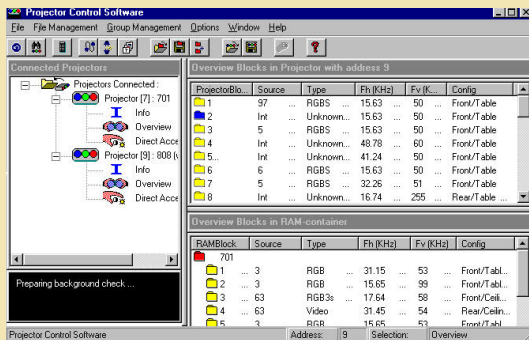 Projector Control Software
File File Management Group Management Options Window Help
Connected Projectors
Projectors Connected :
Projector [7] : 701
Info
Overview
Direct Acce
Projector [9] : 808 [
Info
Overview
Direct Acce
Preparing background check ...
Overview Blocks in Projector with address 9
ProjectorBlo... Source Type Fh (KHz) Fv (K... Config
1 97 ... RGBS ... 15.63 ... 50 ... Front/Table
2 Int ... Unknown... 15.63 ... 50 ... Front/Table
3 5 ... RGBS ... 15.63 ... 50 ... Front/Table
4 Int ... Unknown... 48.78 ... 60 ... Front/Table
5... Int ... Unknown... 41.24 ... 50 ... Front/Table
6 6 ... RGBS ... 15.63 ... 50 ... Front/Table
7 5 ... RGBS ... 32.26 ... 51 ... Front/Table
8 Int ... Unknown... 16.74 ... 255 ... Rear/Table ...
Overview Blocks in RAM-container
RAMBlock Source Type Fh (KHz) Fv (KHz) Config
701
1 ... 3 RGB ... 31.15 ... 53 ... Front/Tabl...
2 ... 3 RGB ... 15.65 ... 99 ... Front/Tabl...
3 ... 63 RGB3s ... 17.64 ... 58 ... Front/Ceili...
4 ... 63 Video ... 31.45 ... 54 ... Rear/Ceilin...
5 3 RGB 15.65 53 Front/Tabl
Projector Control Software Address: 9 Selection: Overview